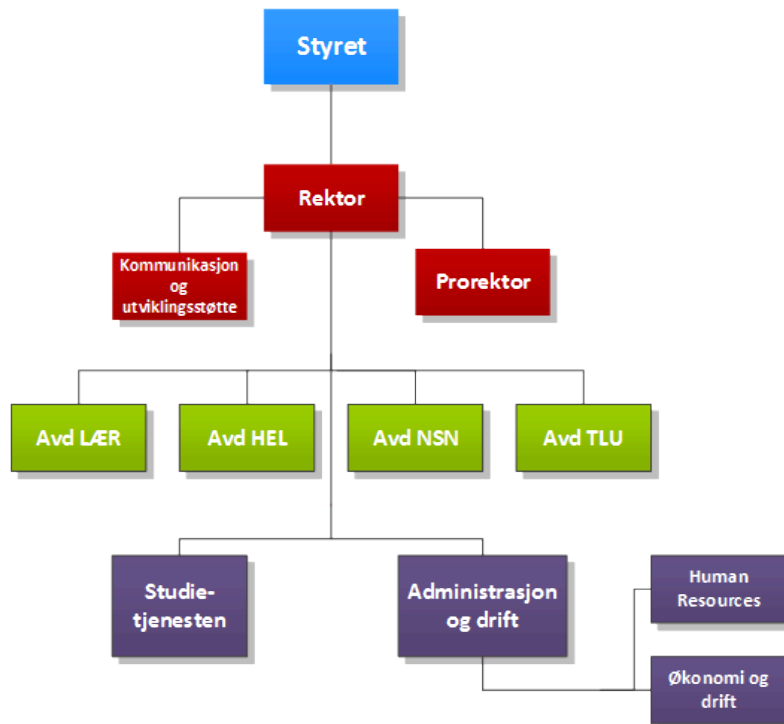 Styret
Rektor
Kommunikasjon
og
utviklingsstøtte
Prorektor
Avd LÆR
Avd HEL
Avd NSN
Avd TLU
Studie-
tjenesten
Administrasjon
og drift
Human
Resources
Økonomi og
drift